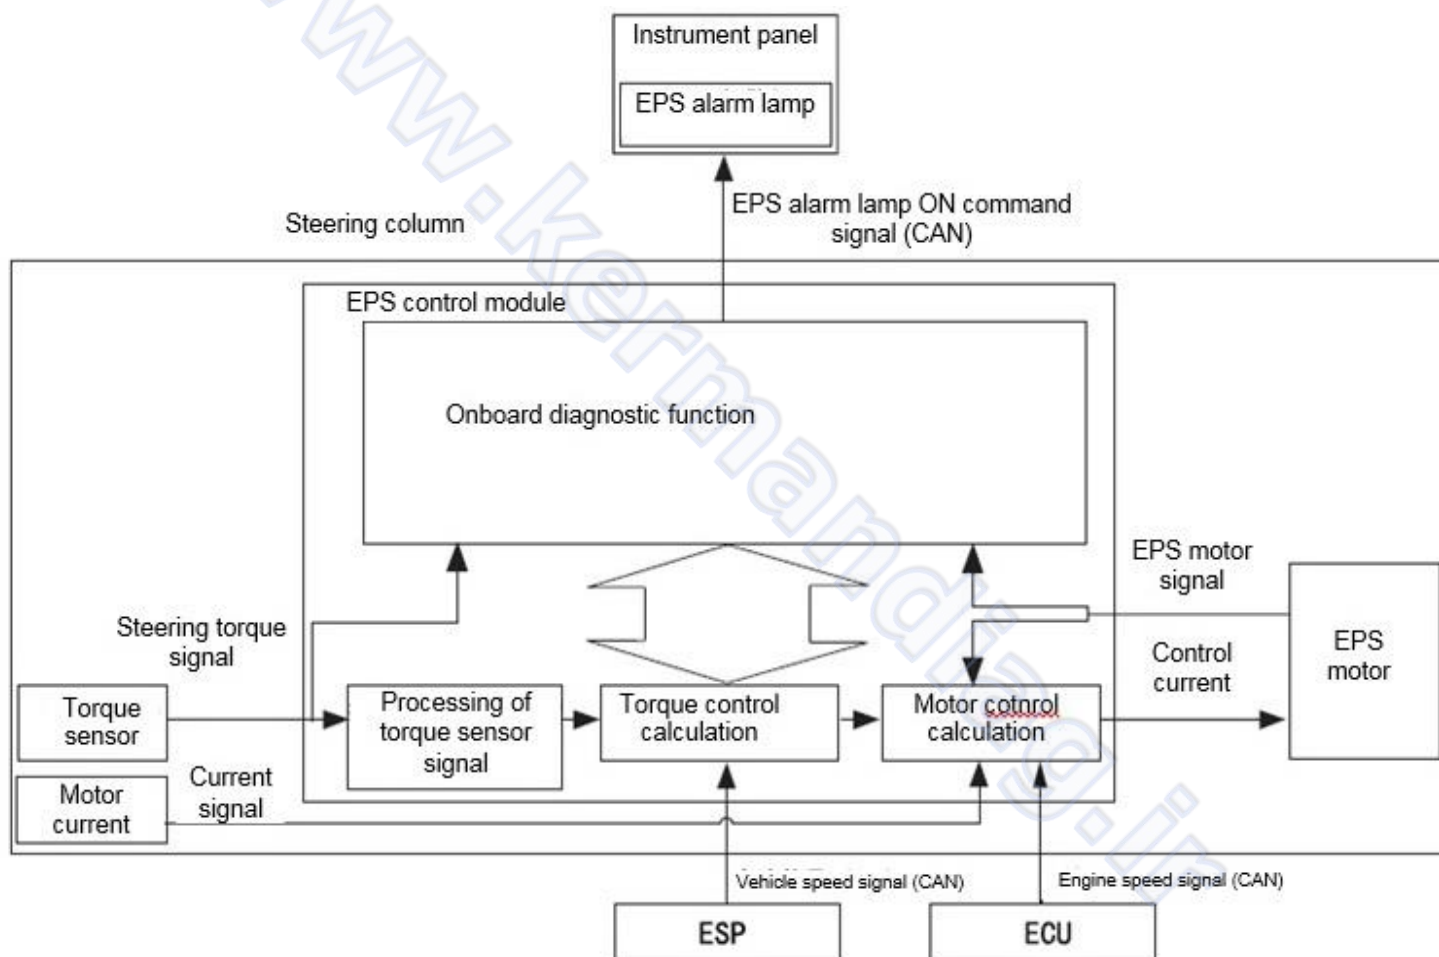 Instrument panel
EPS alarm lamp
EPS alarm lamp ON command
signal (CAN)
Steering column
EPS control module
Onboard diagnostic function
EPS motor
signal
Steering torque
signal
Control
current
EPS
motor
Torque
sensor
Processing of
torque sensor
signal
Torque control
calculation
Motor cotnrol
calculation
Motor
current
Current
signal
Vehicle speed signal (CAN)
Engine speed signal (CAN)
ESP
ECU
www.kermandiag.ir